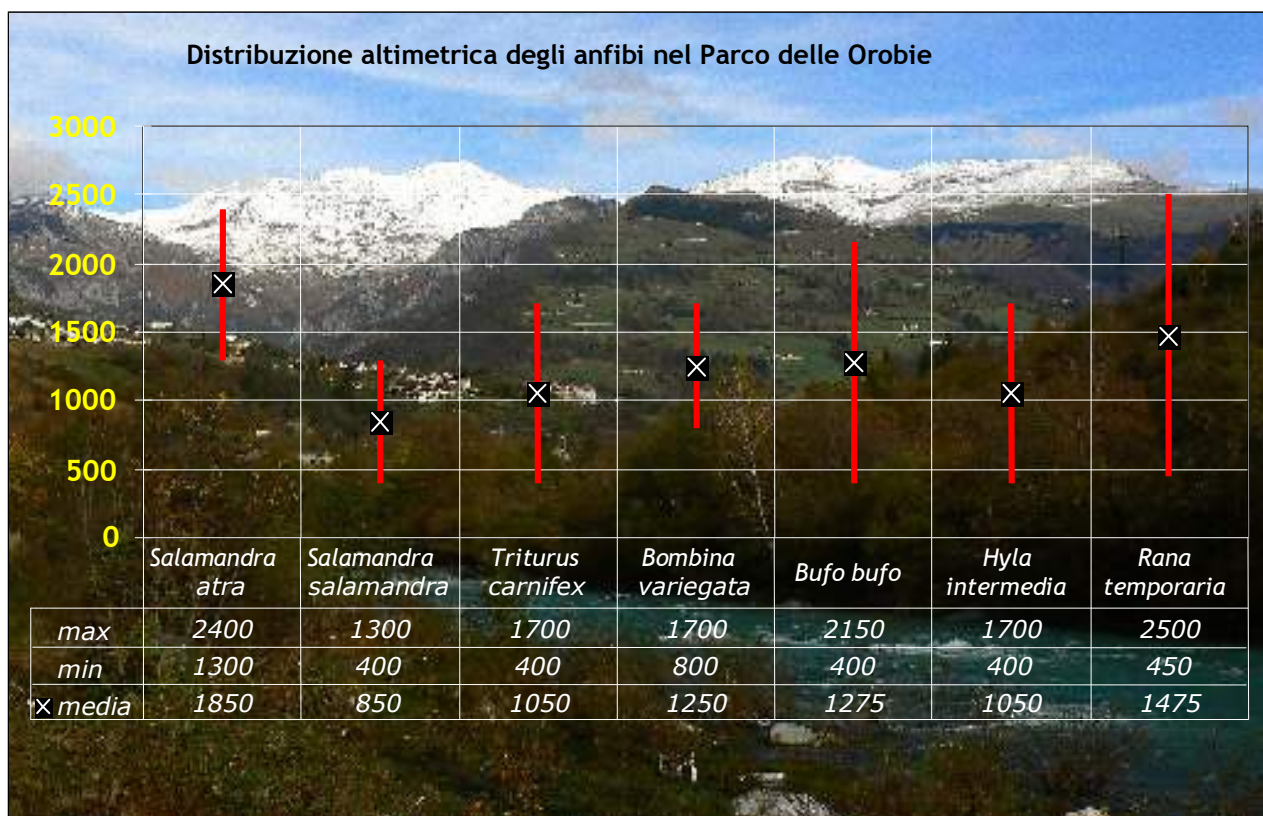 Distribuzione altimetrica degli anfibi nel Parco delle Orobie
3000
2500
2000
1500
1000
500
0
Salamandra atra Salamandra salamandra Triturus carnifex Bombina variegata Bufo bufo Hyla intermedia Rana temporaria
max 2400 1300 1700 1700 2150 1700 2500
min 1300 400 400 800 400 400 450
media 1850 850 1050 1250 1275 1050 1475